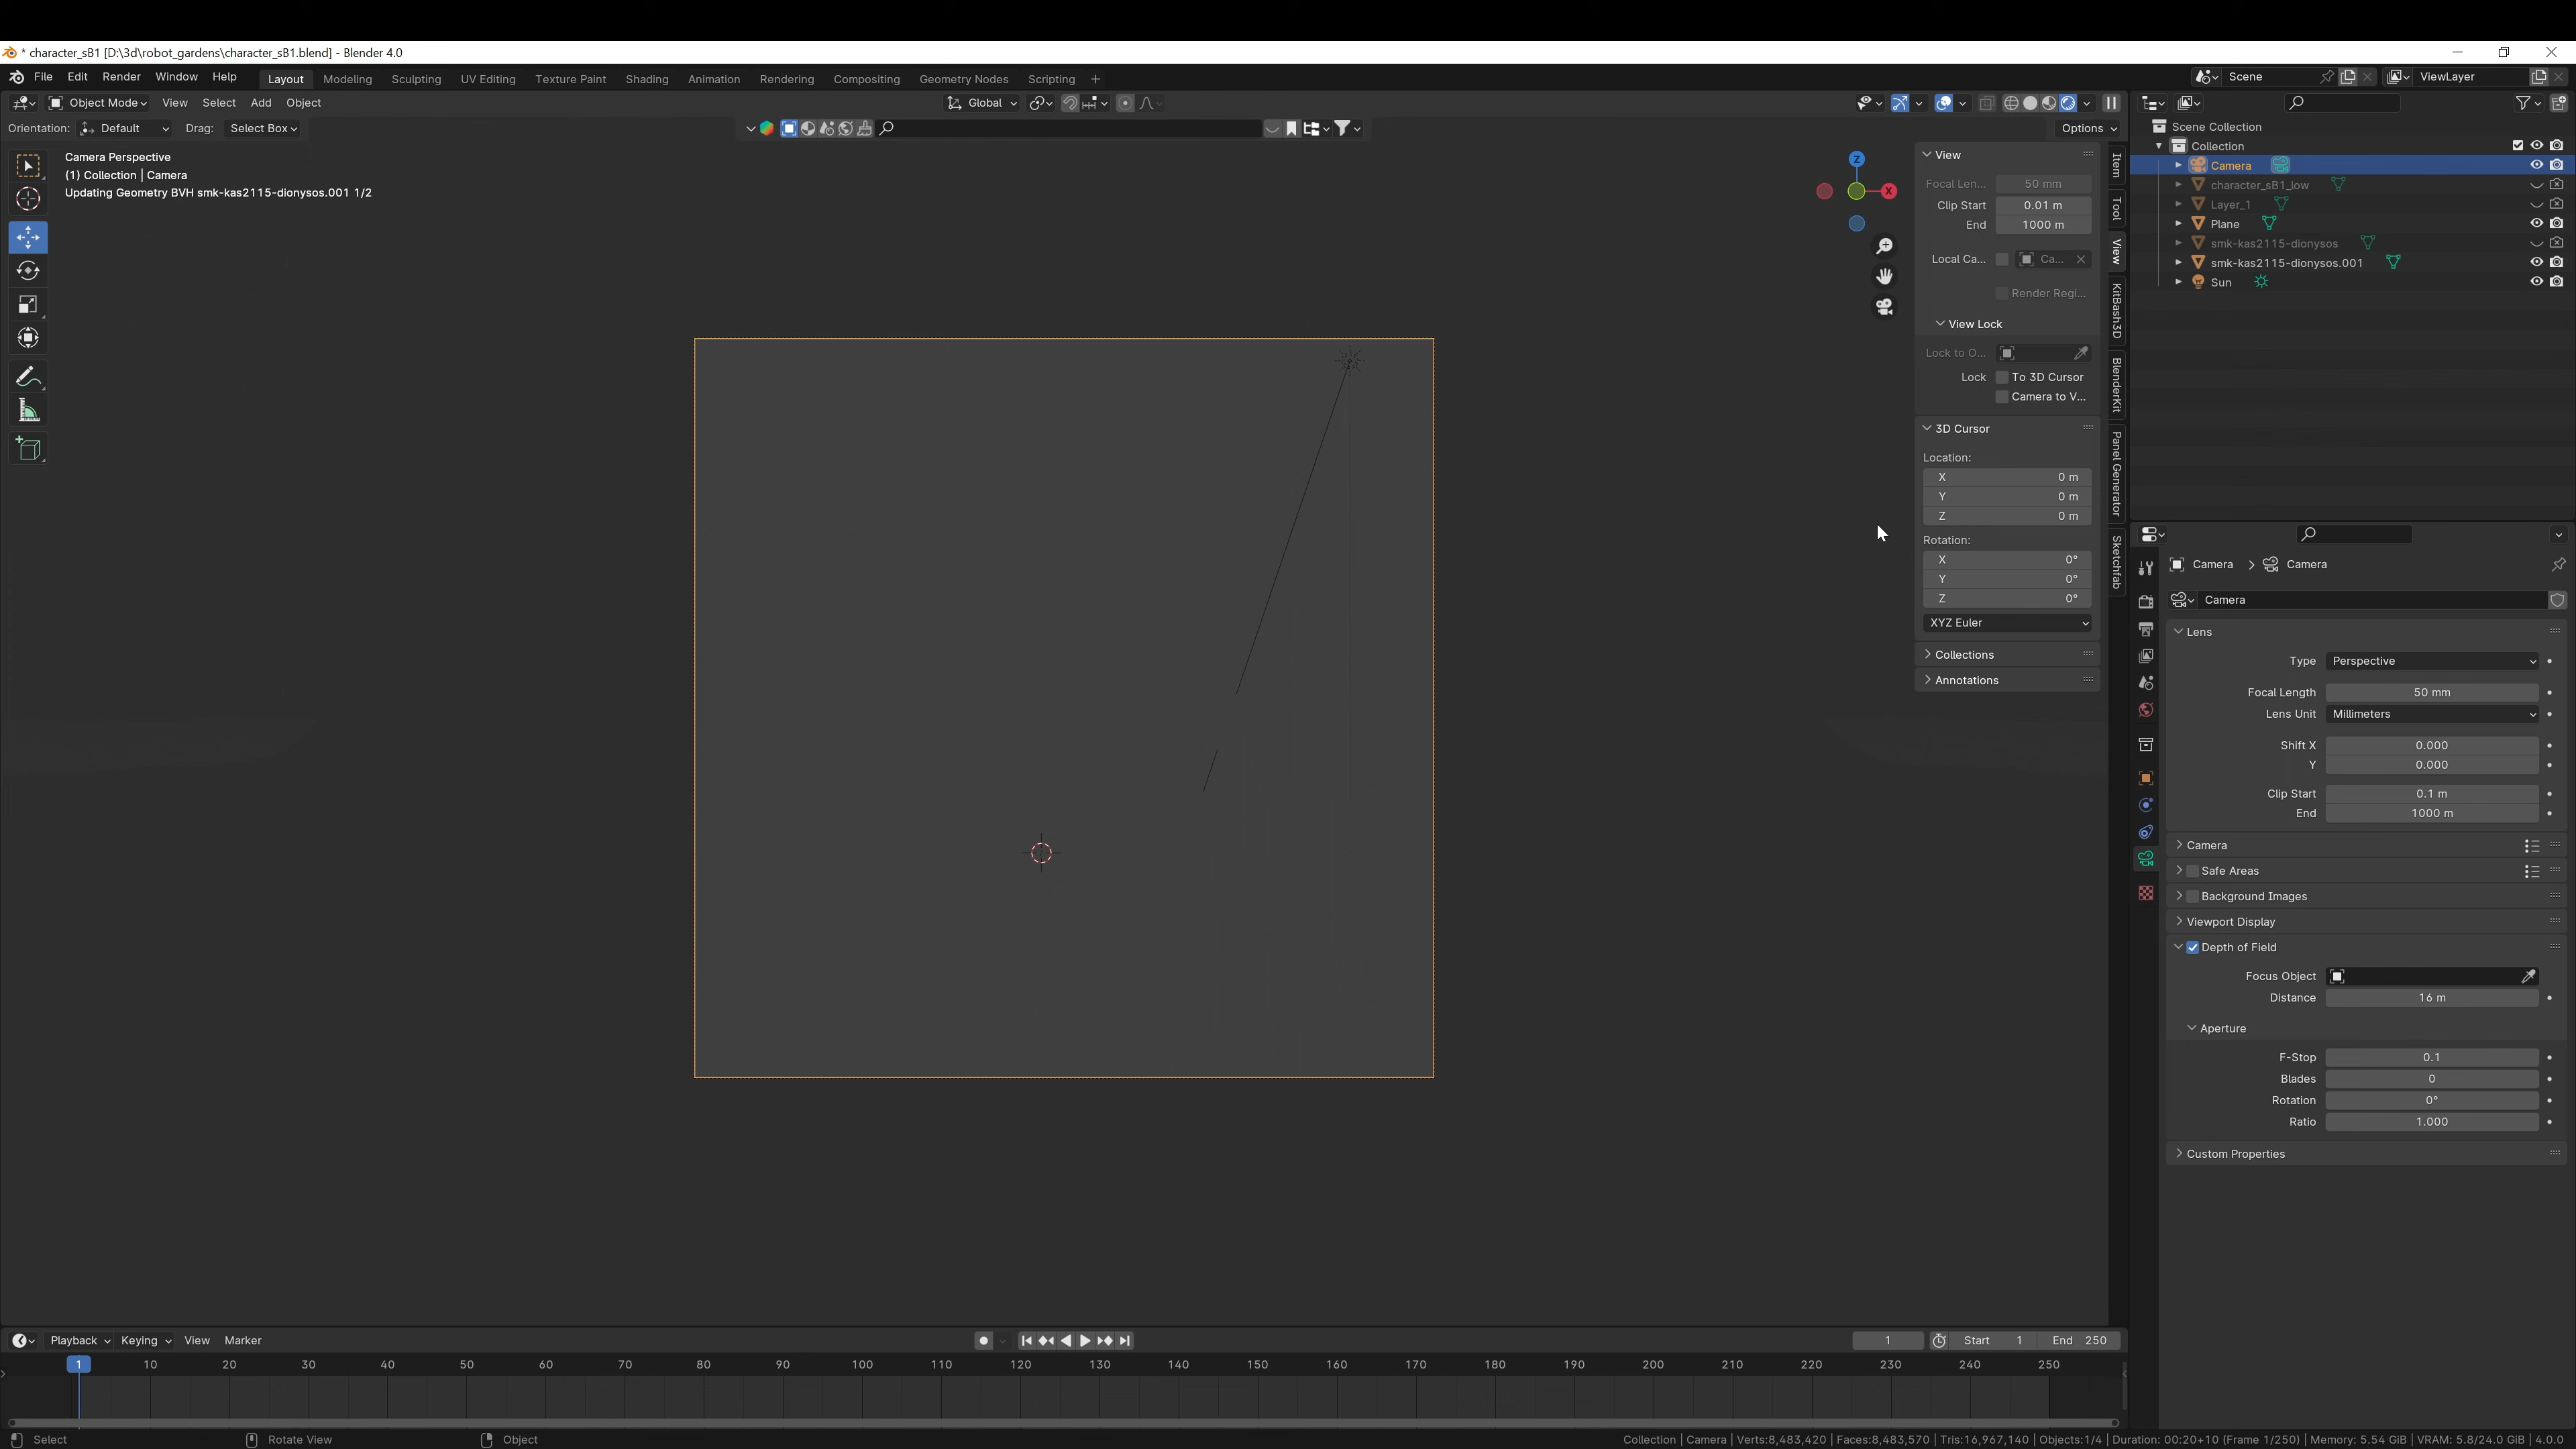 * character_sB1 [D:\3d\robot_gardens\character_sB1.blend] - Blender 4.0
File Edit Render Window Help Layout Modeling Sculpting UV Editing Texture Paint Shading Animation Rendering Compositing Geometry Nodes Scripting + Scene ViewLayer
Object Mode View Select Add Object Global
Orientation: Default Drag: Select Box Options
Camera Perspective
(1) Collection | Camera
Updating Geometry BVH smk-kas2115-dionysos.001 1/2
Z
X
View
Focal Len... 50 mm
Clip Start 0.01 m
End 1000 m
Local Ca... Ca...
Render Regi...
View Lock
Lock to O...
Lock To 3D Cursor
Camera to V...
3D Cursor
Location:
X 0 m
Y 0 m
Z 0 m
Rotation:
X 0°
Y 0°
Z 0°
XYZ Euler
Collections
Annotations
Item
Tool
View
KitBash3D
BlenderKit
Panel Generator
Sketchfab
Scene Collection
Collection
Camera
character_sB1_low
Layer_1
Plane
smk-kas2115-dionysos
smk-kas2115-dionysos.001
Sun
Camera > Camera
Camera
Lens
Type Perspective
Focal Length 50 mm
Lens Unit Millimeters
Shift X 0.000
Y 0.000
Clip Start 0.1 m
End 1000 m
Camera
Safe Areas
Background Images
Viewport Display
Depth of Field
Focus Object
Distance 16 m
Aperture
F-Stop 0.1
Blades 0
Rotation 0°
Ratio 1.000
Custom Properties
Playback Keying View Marker 1 Start 1 End 250
1 10 20 30 40 50 60 70 80 90 100 110 120 130 140 150 160 170 180 190 200 210 220 230 240 250
Select Rotate View Object Collection | Camera | Verts:8,483,420 | Faces:8,483,570 | Tris:16,967,140 | Objects:1/4 | Duration: 00:20+10 (Frame 1/250) | Memory: 5.54 GiB | VRAM: 5.8/24.0 GiB | 4.0.0